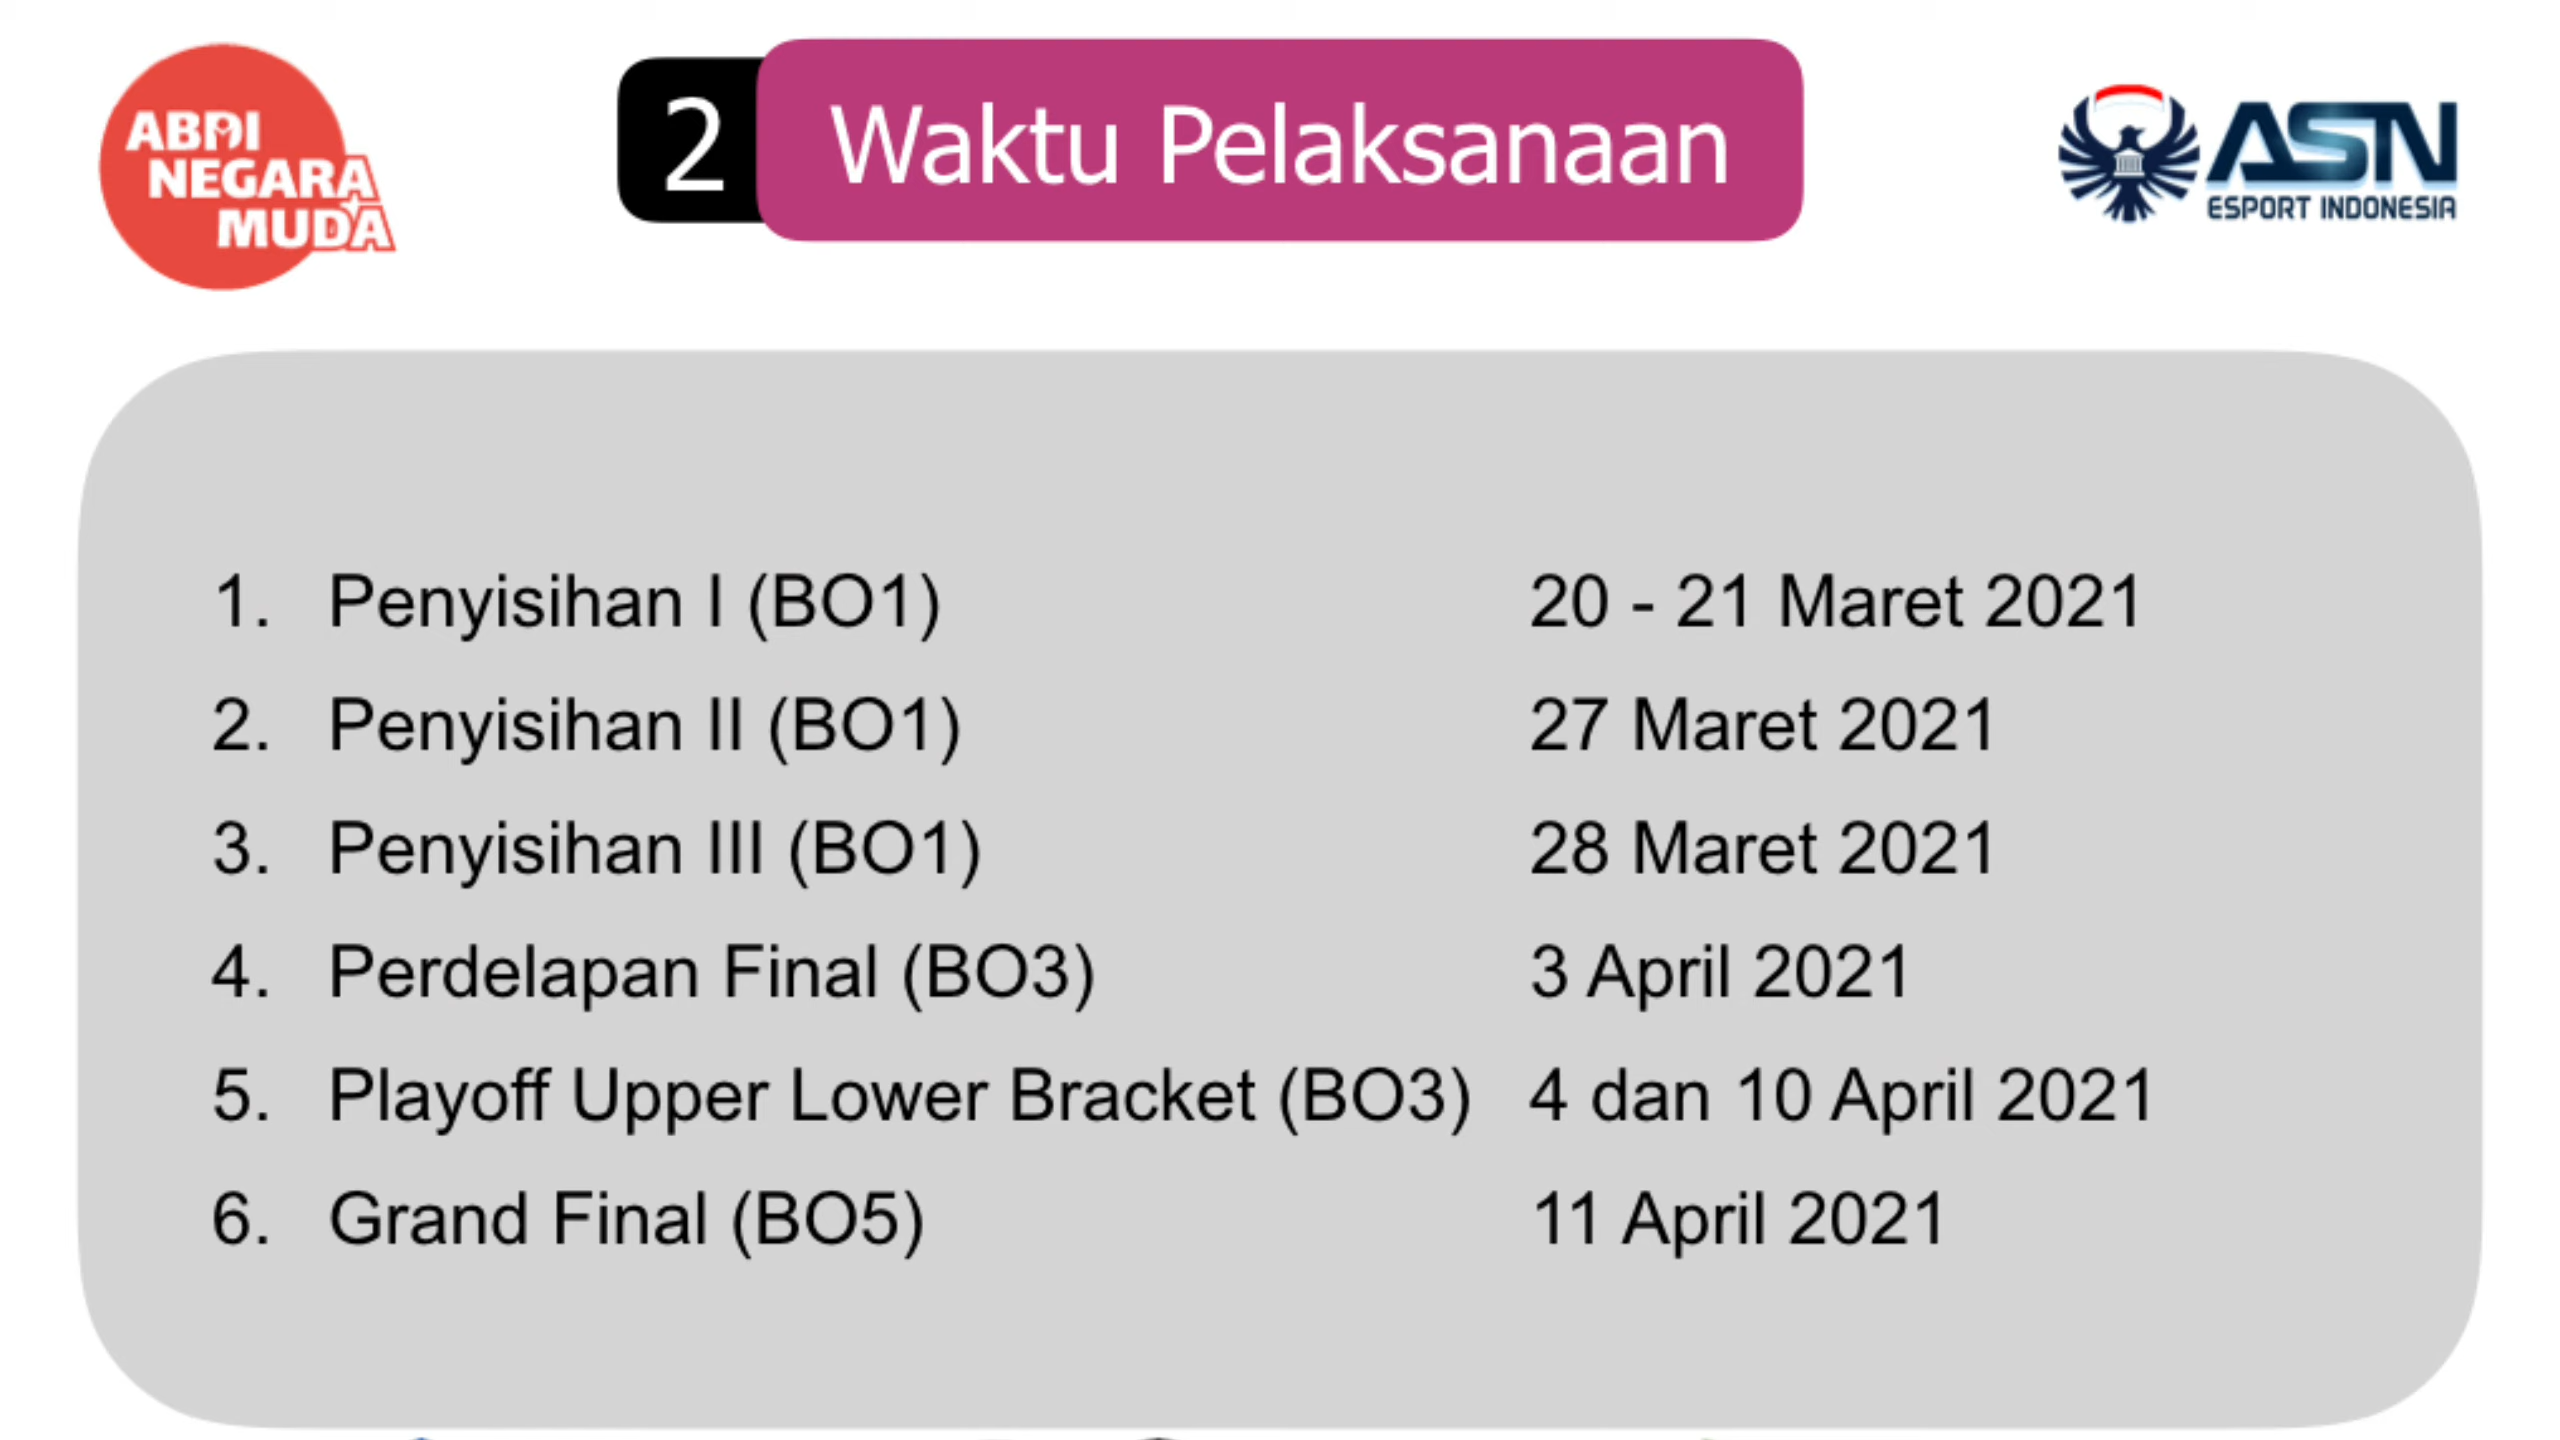 ABDI
NEGARA
MUDA
2 Waktu Pelaksanaan
ASN
ESPORT INDONESIA
1. Penyisihan I (BO1) 20 - 21 Maret 2021
2. Penyisihan II (BO1) 27 Maret 2021
3. Penyisihan III (BO1) 28 Maret 2021
4. Perdelapan Final (BO3) 3 April 2021
5. Playoff Upper Lower Bracket (BO3) 4 dan 10 April 2021
6. Grand Final (BO5) 11 April 2021